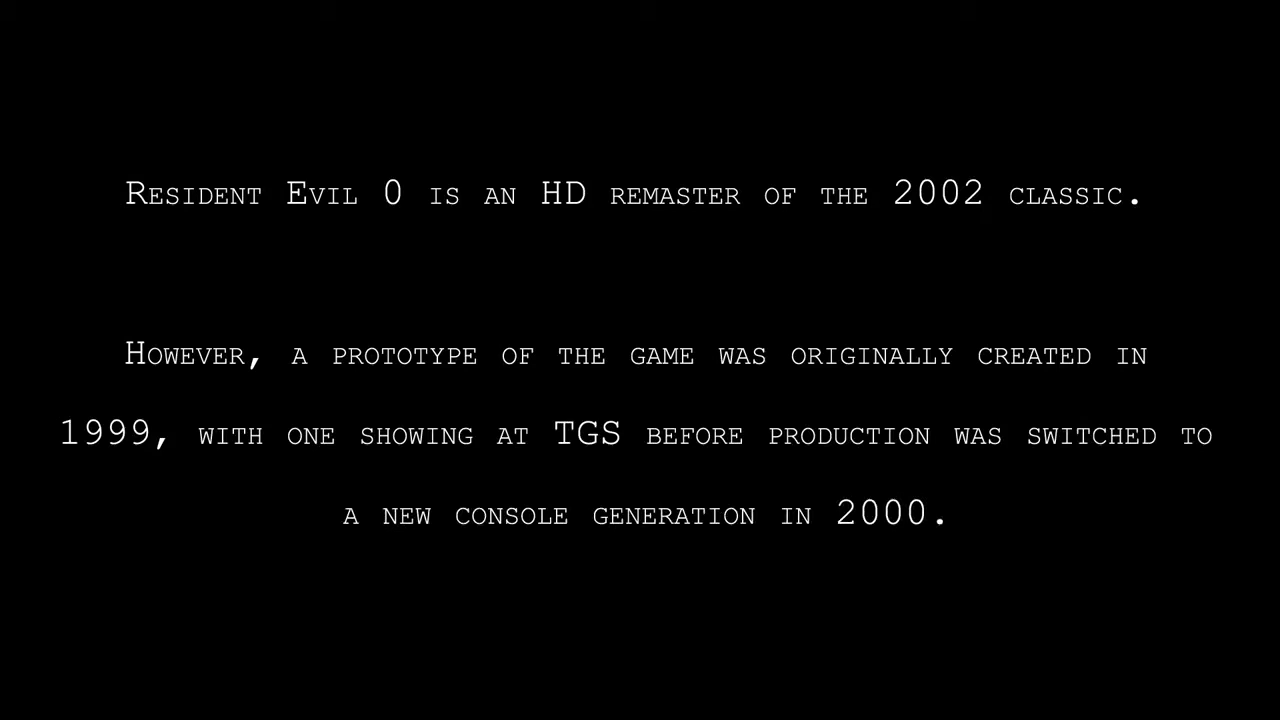 Resident Evil 0 is an HD remaster of the 2002 classic.
However, a prototype of the game was originally created in
1999, with one showing at TGS before production was switched to
a new console generation in 2000.